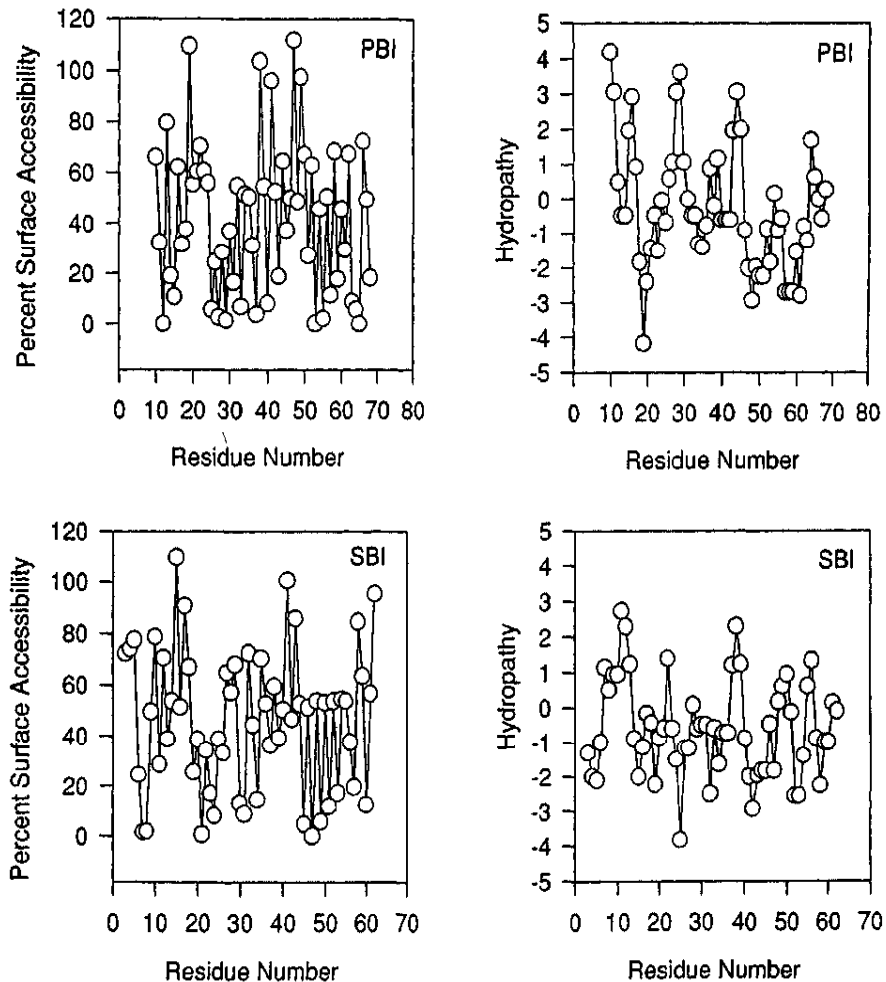 PBI
Percent Surface Accessibility
120
100
80
60
40
20
0
0 10 20 30 40 50 60 70 80
Residue Number
PBI
Hydropathy
5
4
3
2
1
0
-1
-2
-3
-4
-5
0 10 20 30 40 50 60 70 80
Residue Number
SBI
Percent Surface Accessibility
120
100
80
60
40
20
0
0 10 20 30 40 50 60 70
Residue Number
SBI
Hydropathy
5
4
3
2
1
0
-1
-2
-3
-4
-5
0 10 20 30 40 50 60 70
Residue Number